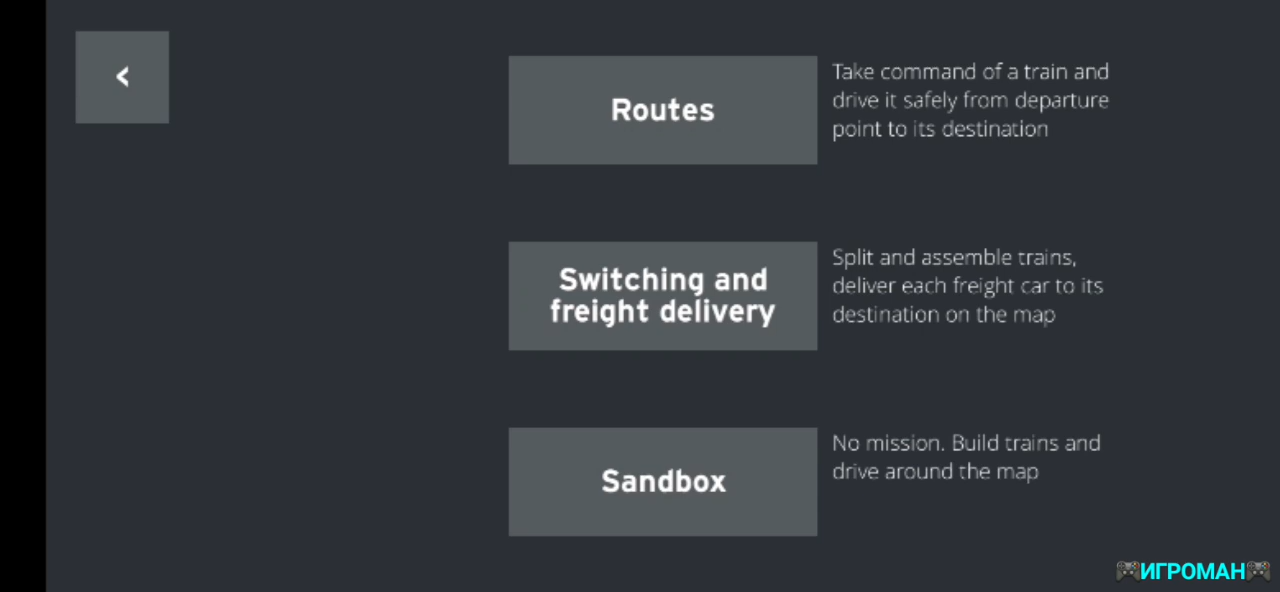 <
Routes
Take command of a train and
drive it safely from departure
point to its destination
Switching and
freight delivery
Split and assemble trains,
deliver each freight car to its
destination on the map
Sandbox
No mission. Build trains and
drive around the map
🎮ИГРОМАН🎮